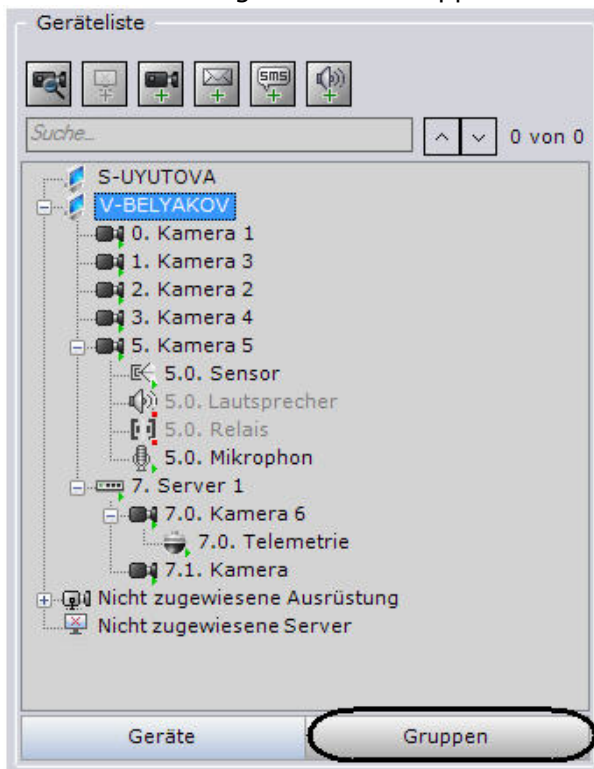 Geräteliste
sms
Suche...
0 von 0
S-UYUTOVA
V-BELYAKOV
0. Kamera 1
1. Kamera 3
2. Kamera 2
3. Kamera 4
5. Kamera 5
5.0. Sensor
5.0. Lautsprecher
5.0. Relais
5.0. Mikrophon
7. Server 1
7.0. Kamera 6
7.0. Telemetrie
7.1. Kamera
Nicht zugewiesene Ausrüstung
Nicht zugewiesene Server
Geräte Gruppen